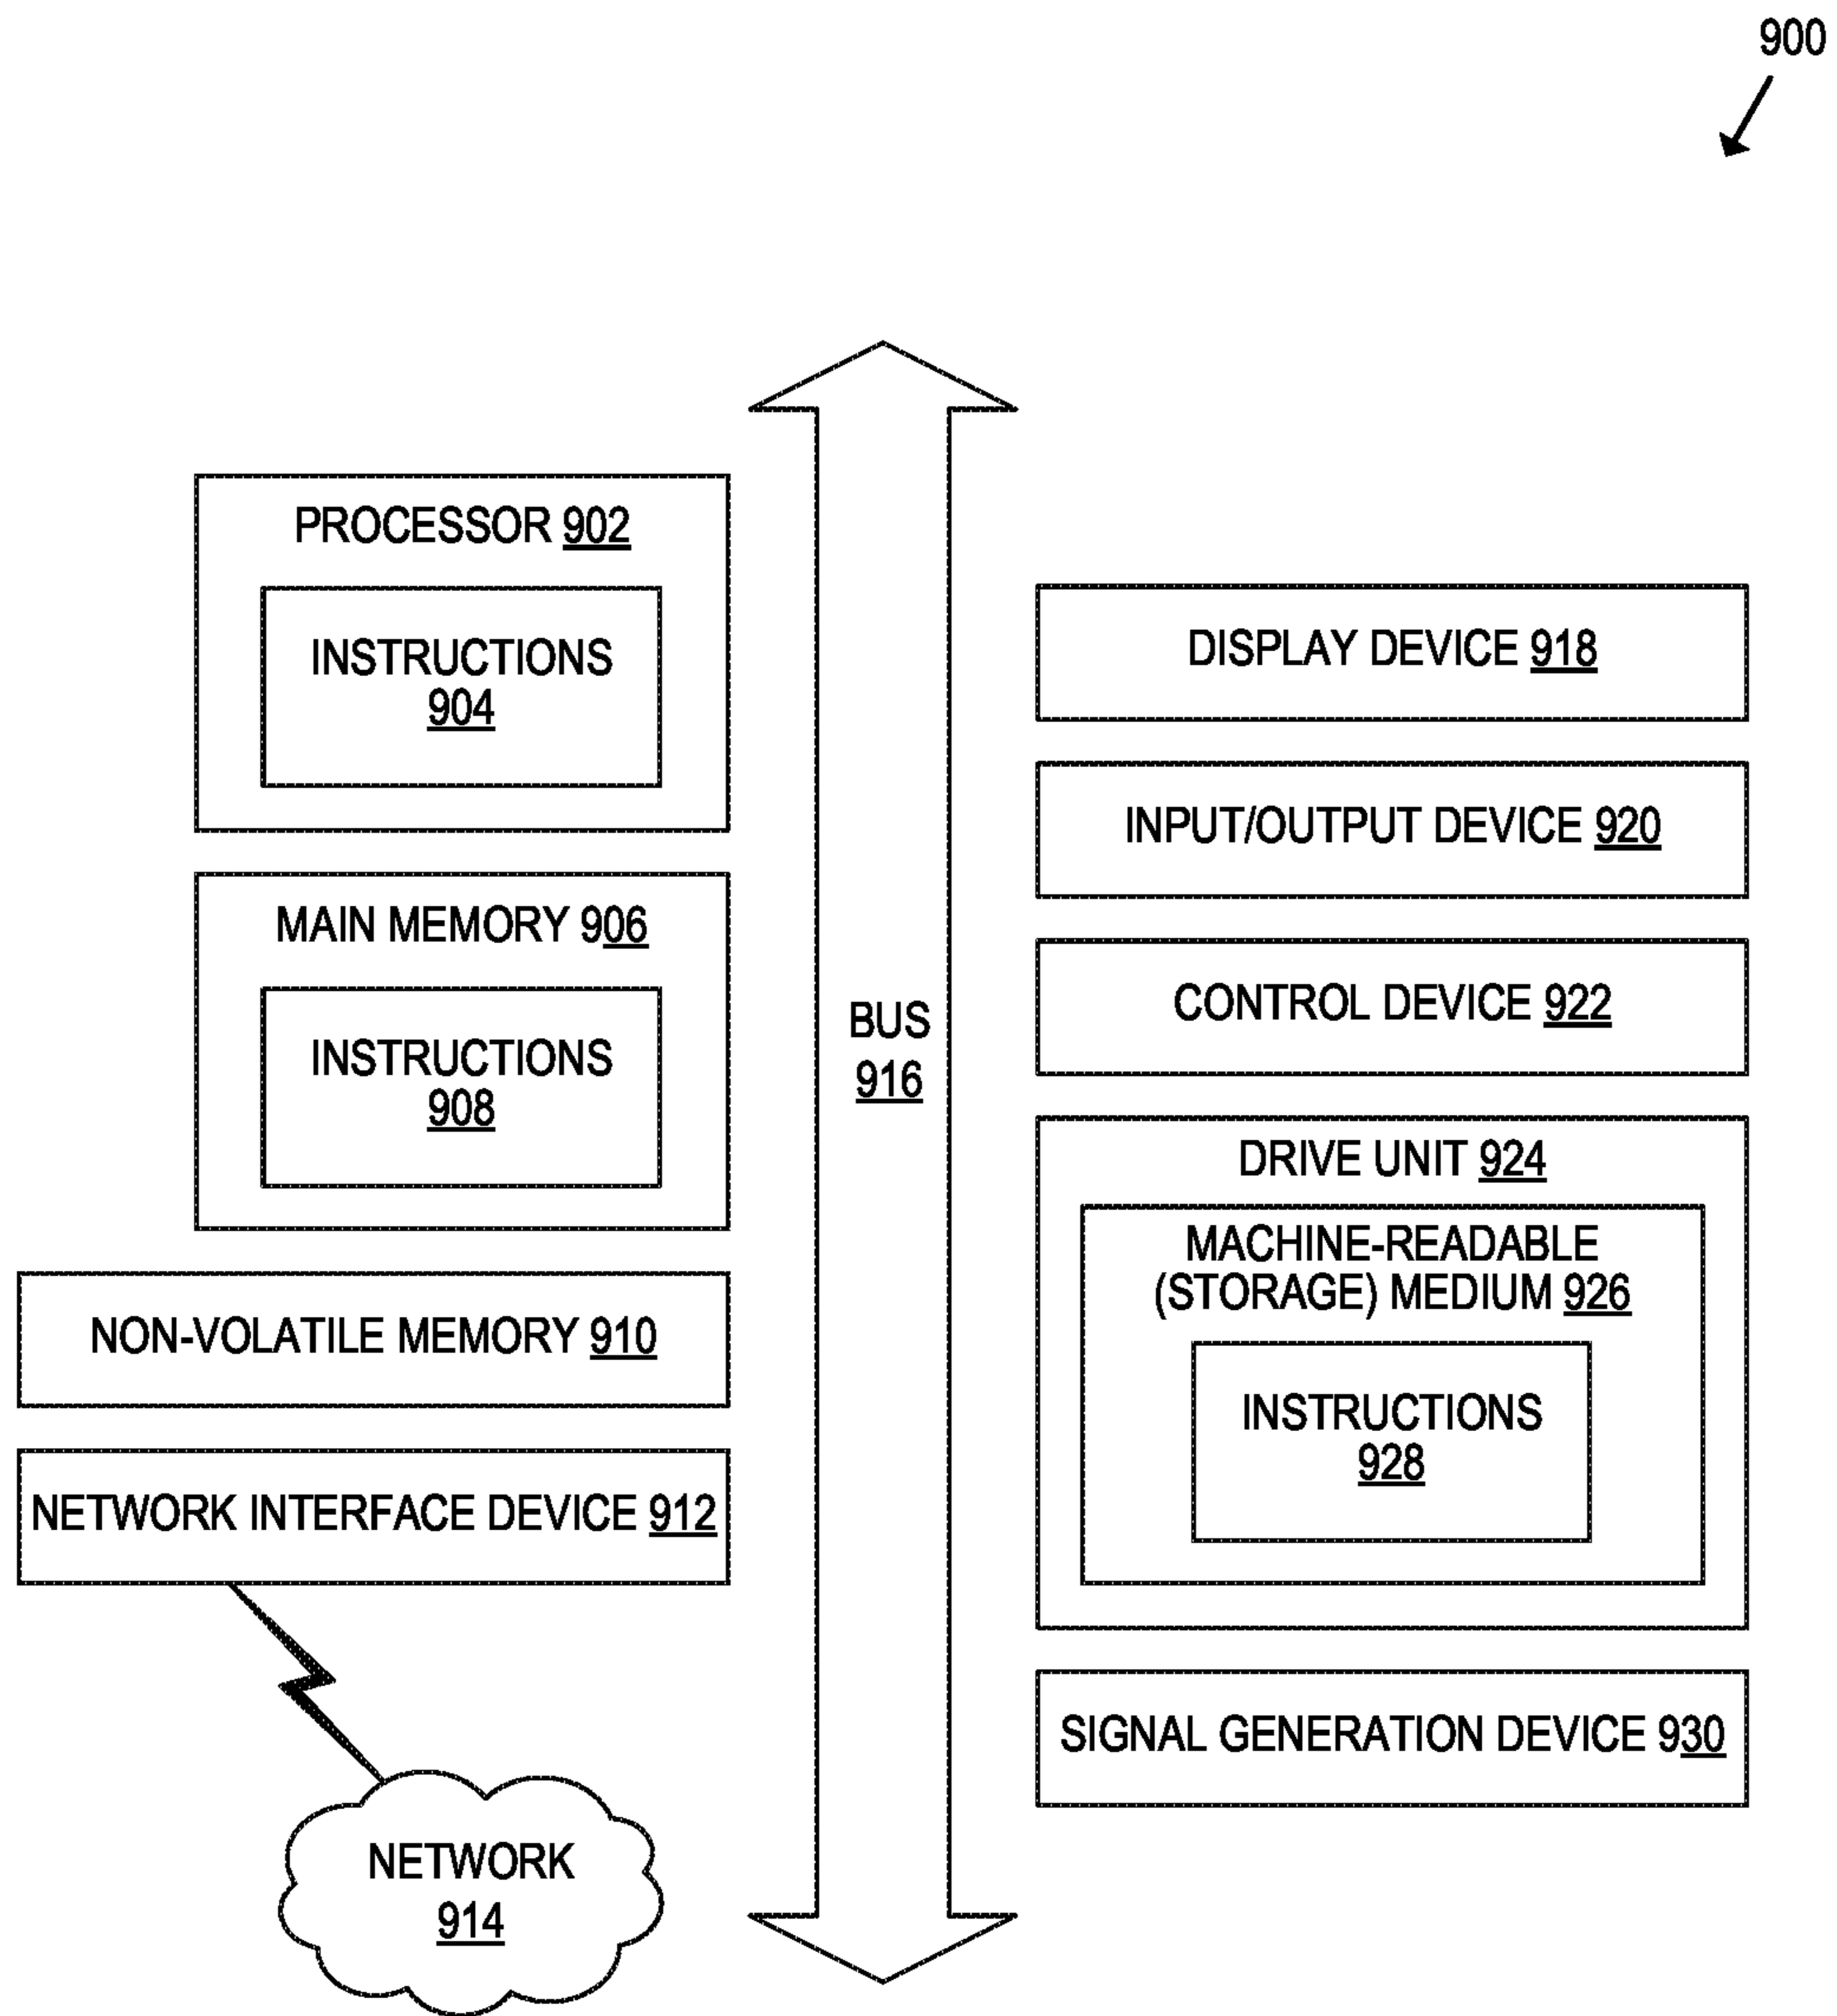 900
PROCESSOR 902
INSTRUCTIONS
904
MAIN MEMORY 906
INSTRUCTIONS
908
NON-VOLATILE MEMORY 910
NETWORK INTERFACE DEVICE 912
NETWORK
914
BUS
916
DISPLAY DEVICE 918
INPUT/OUTPUT DEVICE 920
CONTROL DEVICE 922
DRIVE UNIT 924
MACHINE-READABLE
(STORAGE) MEDIUM 926
INSTRUCTIONS
928
SIGNAL GENERATION DEVICE 930